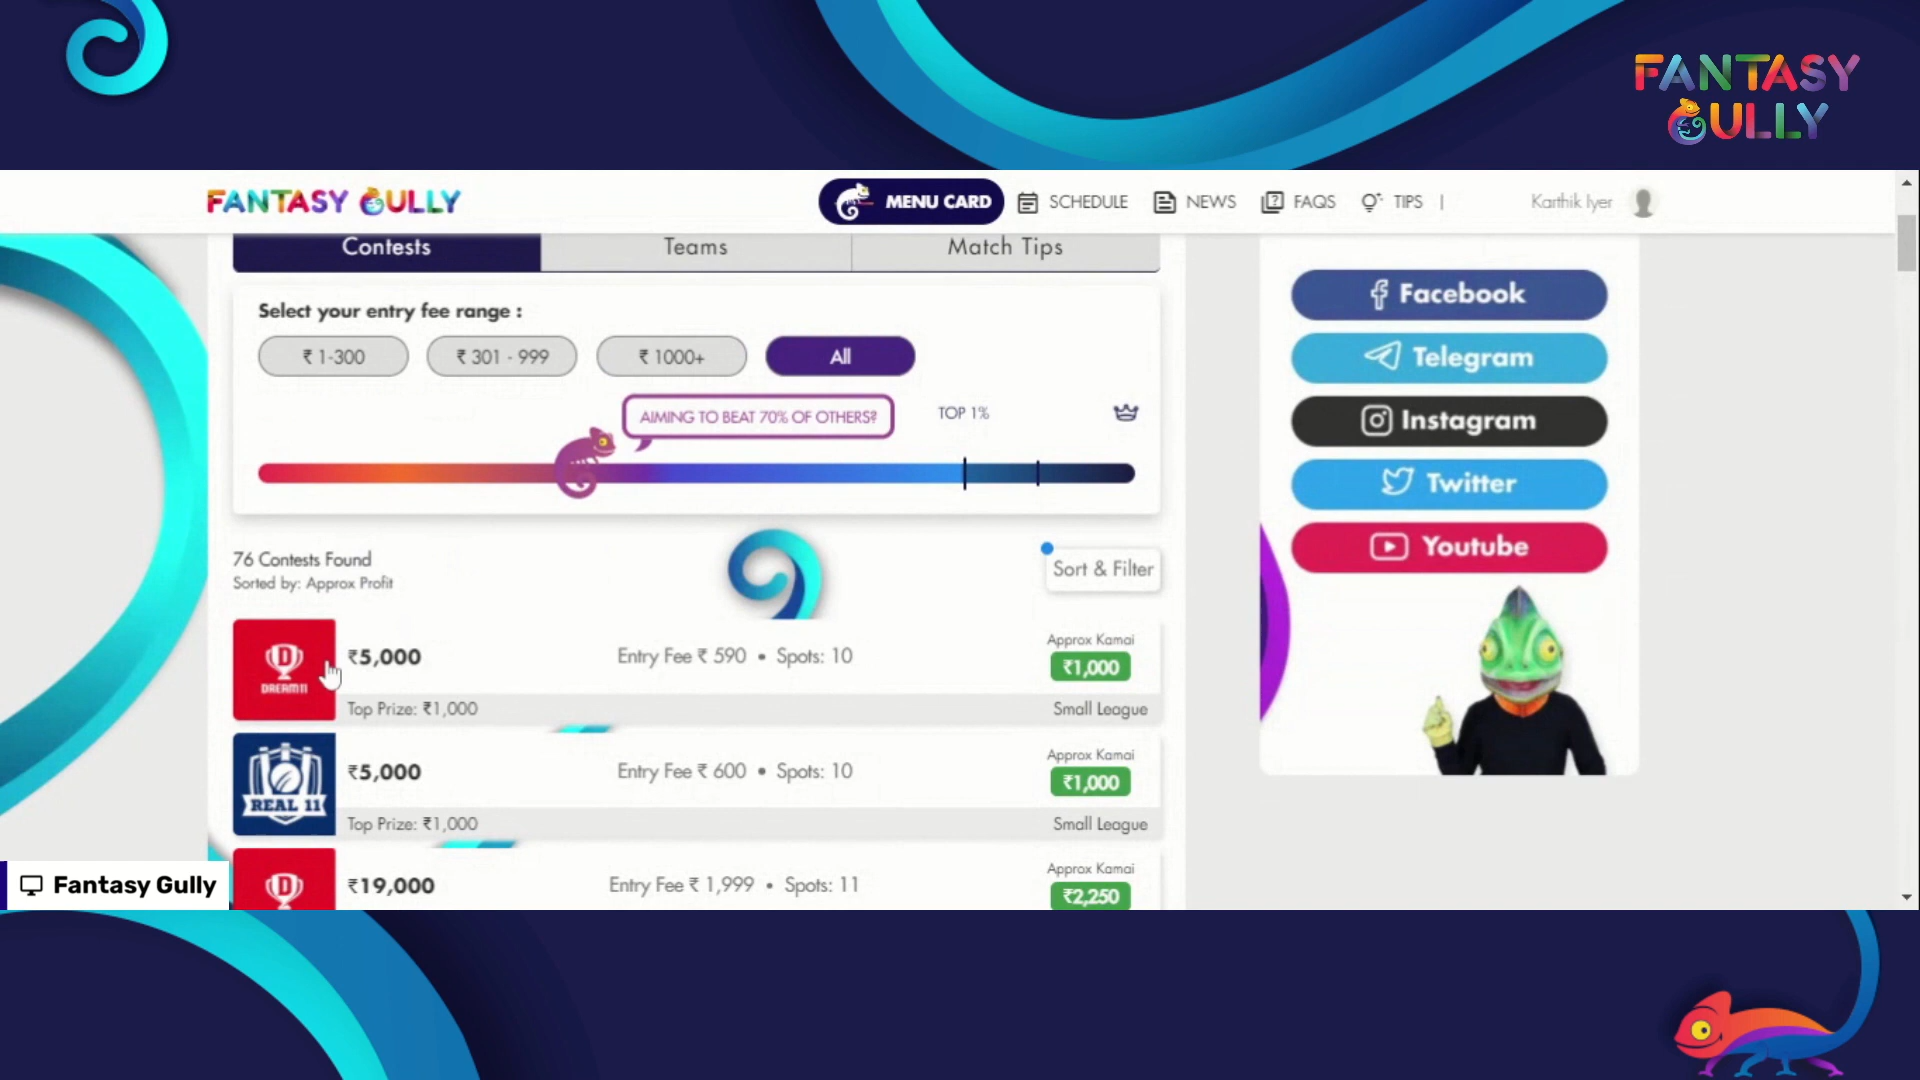 FANTASY
GULLY
FANTASY GULLY
MENU CARD
SCHEDULE
NEWS
FAQS
TIPS |
Karthik Iyer
Contests
Teams
Match Tips
Select your entry fee range :
₹ 1-300
₹ 301 - 999
₹ 1000+
All
AIMING TO BEAT 70% OF OTHERS?
TOP 1%
76 Contests Found
Sorted by: Approx Profit
Sort & Filter
DREAM11
₹5,000
Entry Fee ₹ 590 • Spots: 10
Approx Kamai
₹1,000
Top Prize: ₹1,000
Small League
REAL 11
₹5,000
Entry Fee ₹ 600 • Spots: 10
Approx Kamai
₹1,000
Top Prize: ₹1,000
Small League
₹19,000
Entry Fee ₹ 1,999 • Spots: 11
Approx Kamai
₹2,250
Facebook
Telegram
Instagram
Twitter
Youtube
Fantasy Gully